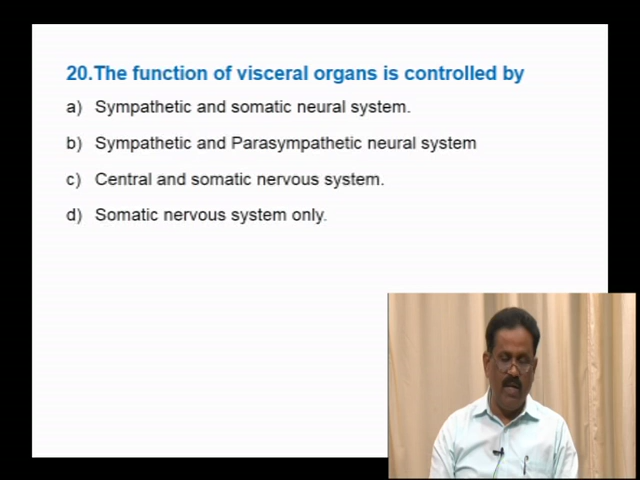 20.The function of visceral organs is controlled by
a) Sympathetic and somatic neural system.
b) Sympathetic and Parasympathetic neural system
c) Central and somatic nervous system.
d) Somatic nervous system only.